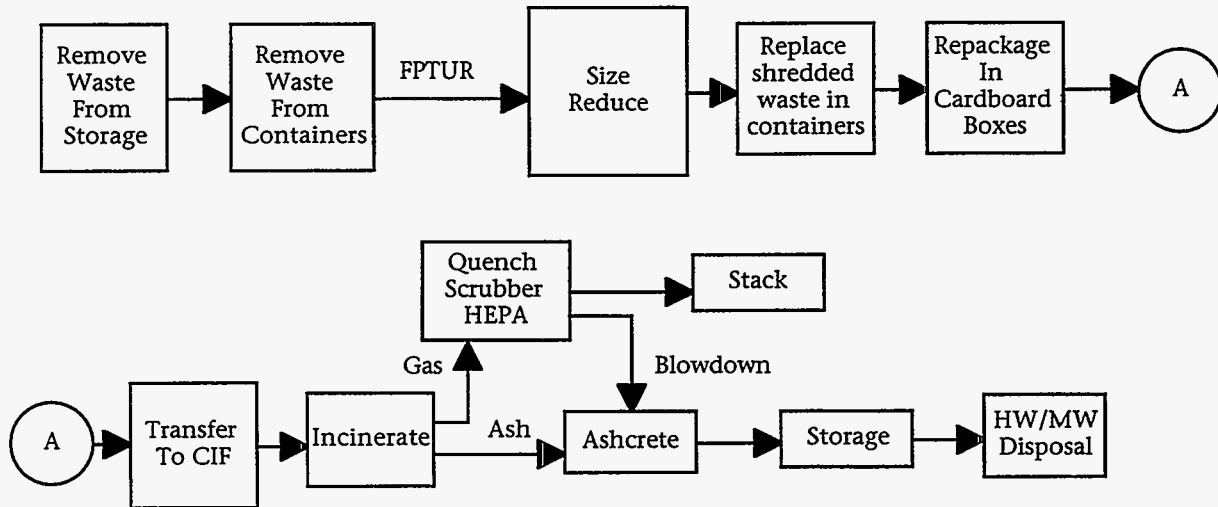 Remove
Waste
From
Storage
Remove
Waste
From
Containers
FPTUR
Size
Reduce
Replace
shredded
waste in
containers
Repackage
In
Cardboard
Boxes
A
Quench
Scrubber
HEPA
Stack
Gas
Blowdown
A
Transfer
To CIF
Incinerate
Ash
Ashcrete
Storage
HW/MW
Disposal